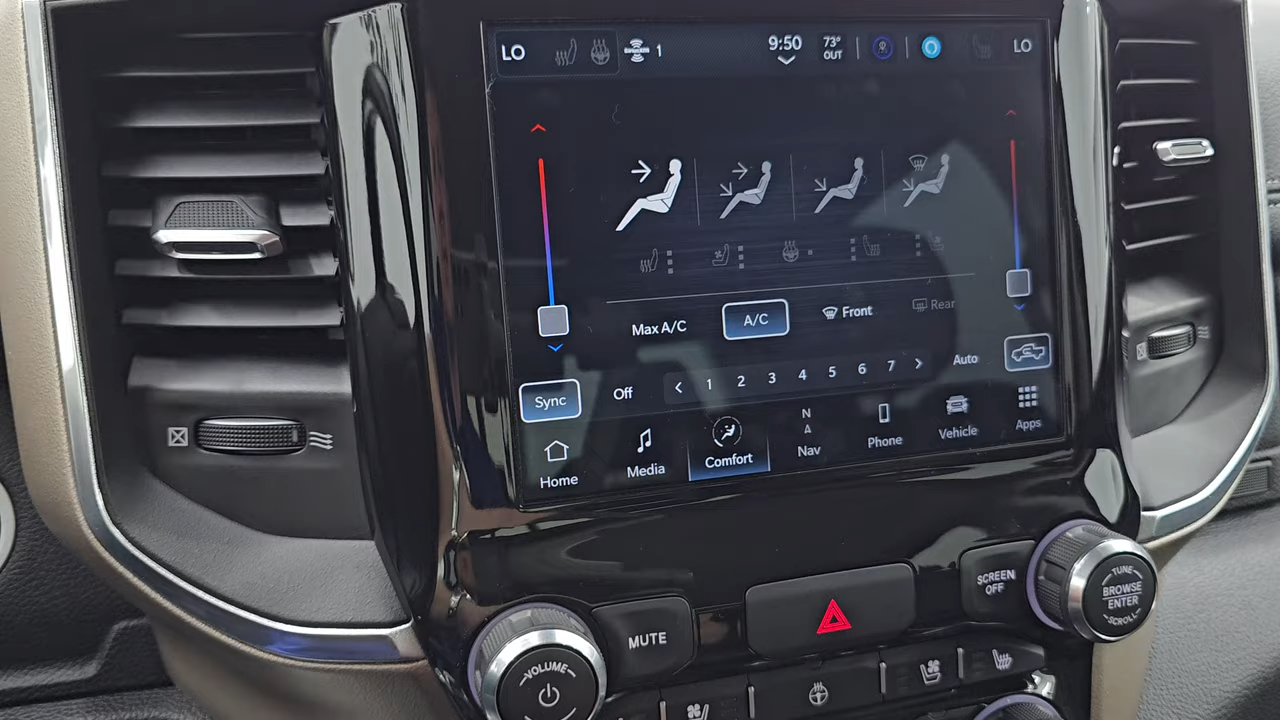 LO
SiriusXM 1
9:50
73°
OUT
LO
Max A/C
A/C
Front
Rear
Sync
Off
1 2 3 4 5 6 7
Auto
Home
Media
Comfort
N
Nav
Phone
Vehicle
Apps
VOLUME
MUTE
SCREEN
OFF
TUNE
BROWSE
ENTER
SCROLL